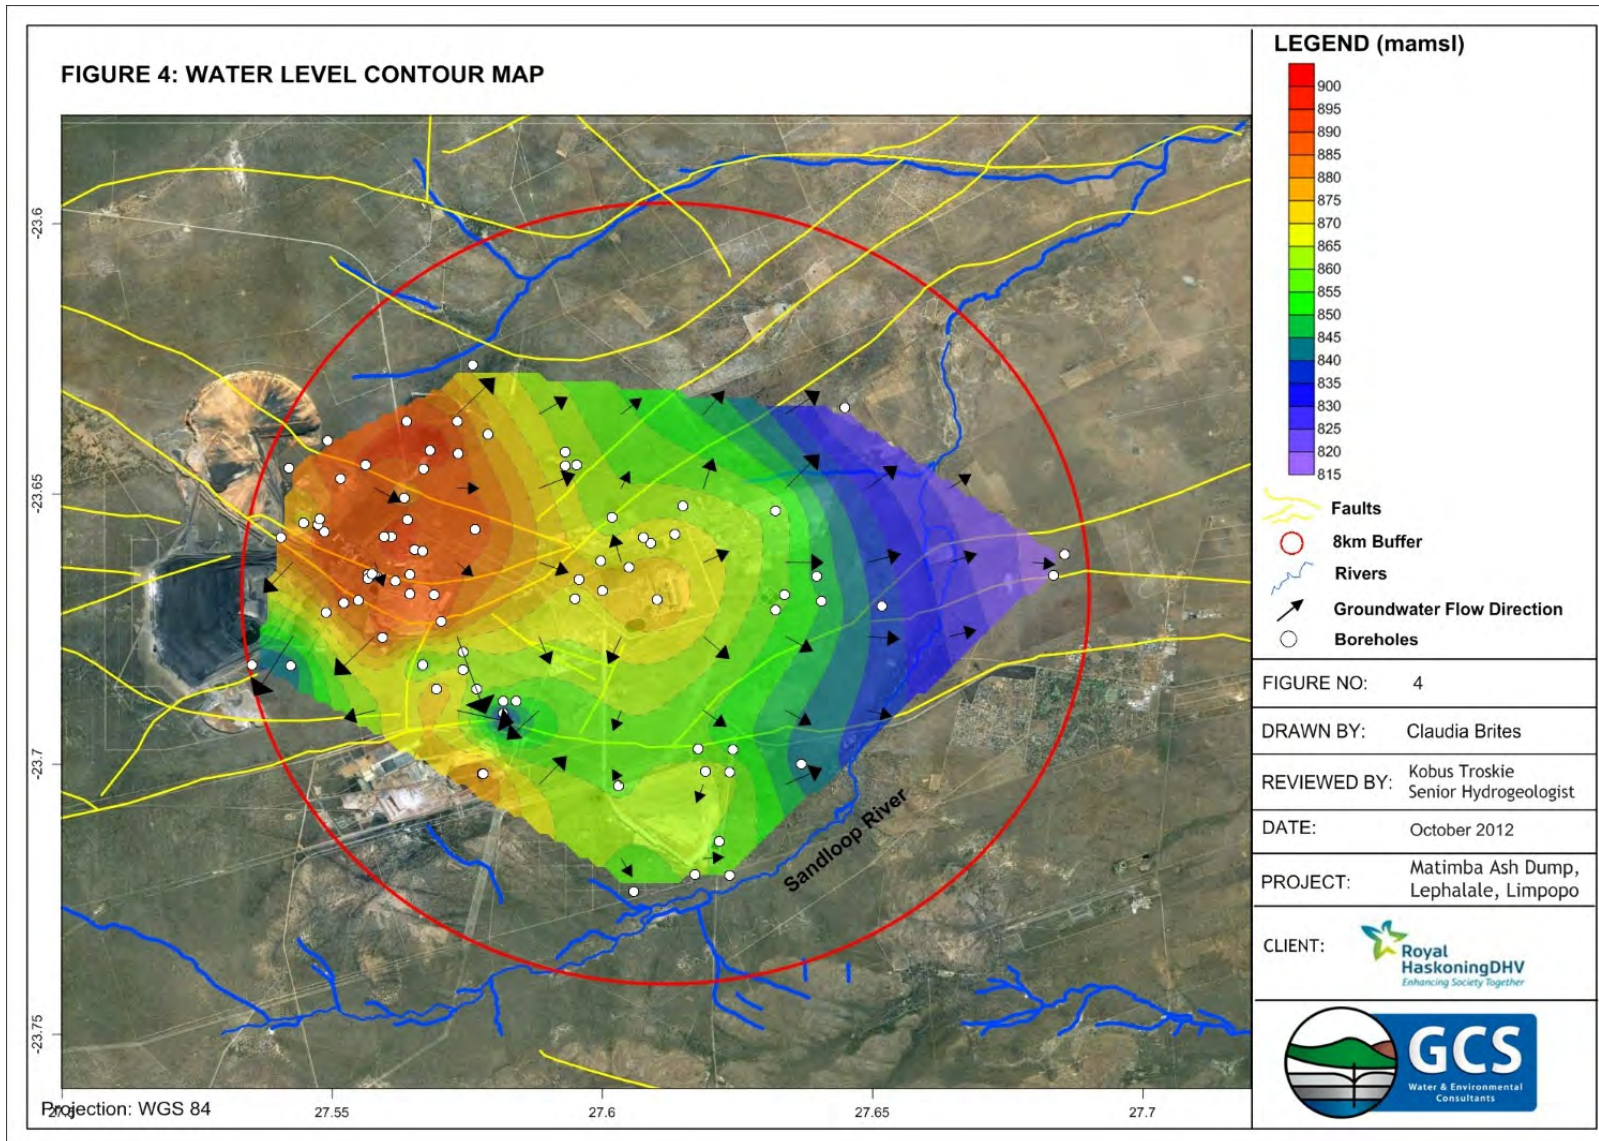 FIGURE 4: WATER LEVEL CONTOUR MAP
-23.6
-23.65
-23.7
-23.75
Sandloop River
Projection: WGS 84
27.55
27.6
27.65
27.7
LEGEND (mamsl)
900
895
890
885
880
875
870
865
860
855
850
845
840
835
830
825
820
815
Faults
8km Buffer
Rivers
Groundwater Flow Direction
Boreholes
FIGURE NO: 4
DRAWN BY: Claudia Brites
REVIEWED BY: Kobus Troskie
Senior Hydrogeologist
DATE: October 2012
PROJECT: Matimba Ash Dump,
Lephalale, Limpopo
CLIENT:
Royal
HaskoningDHV
Enhancing Society Together
GCS
Water & Environmental
Consultants